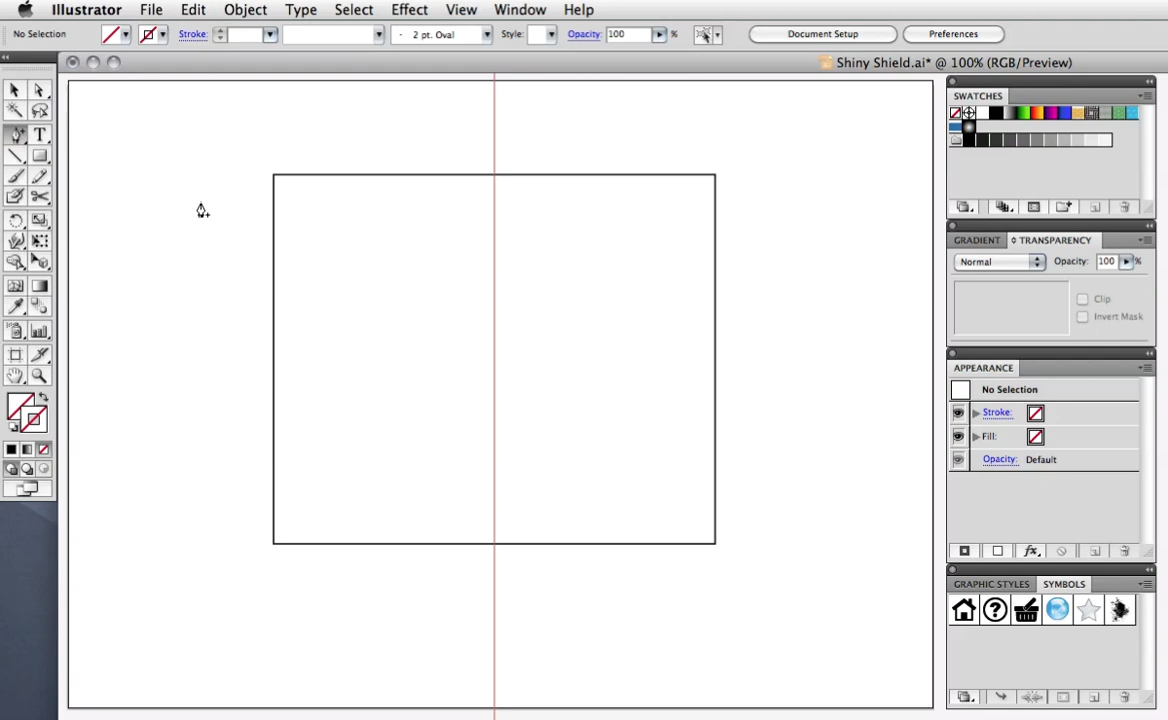 Illustrator File Edit Object Type Select Effect View Window Help
No Selection Stroke: 2 pt. Oval Style: Opacity: 100 % Document Setup Preferences
Shiny Shield.ai* @ 100% (RGB/Preview)
SWATCHES
GRADIENT TRANSPARENCY
Normal Opacity: 100 %
Clip
Invert Mask
APPEARANCE
No Selection
Stroke:
Fill:
Opacity: Default
fx
GRAPHIC STYLES SYMBOLS